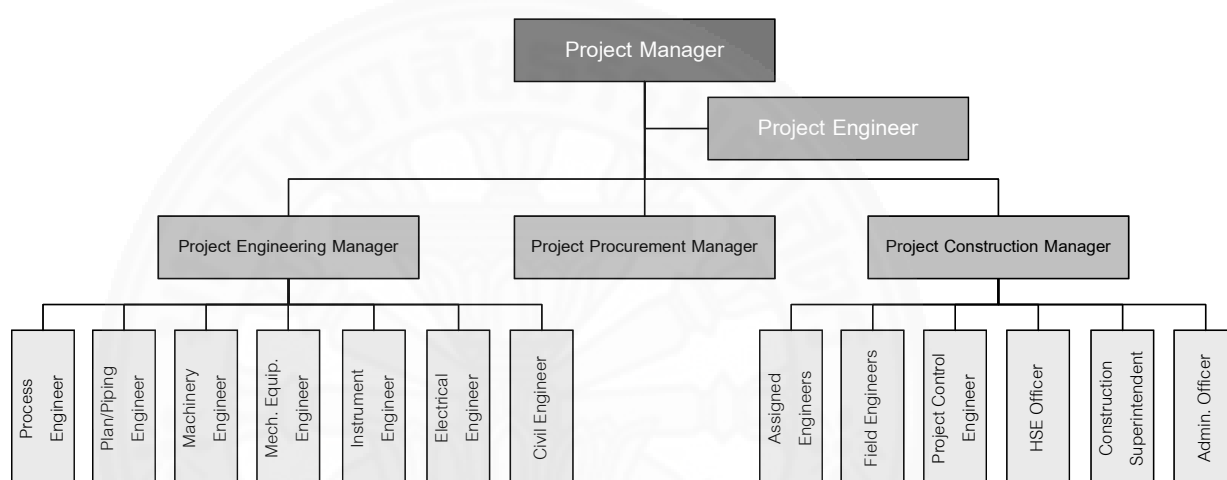 Project Manager
Project Engineer
Project Engineering Manager
Project Procurement Manager
Project Construction Manager
Process
Engineer
Plan/Piping
Engineer
Machinery
Engineer
Mech. Equip.
Engineer
Instrument
Engineer
Electrical
Engineer
Civil Engineer
Assigned
Engineers
Field Engineers
Project Control
Engineer
HSE Officer
Construction
Superintendent
Admin. Officer